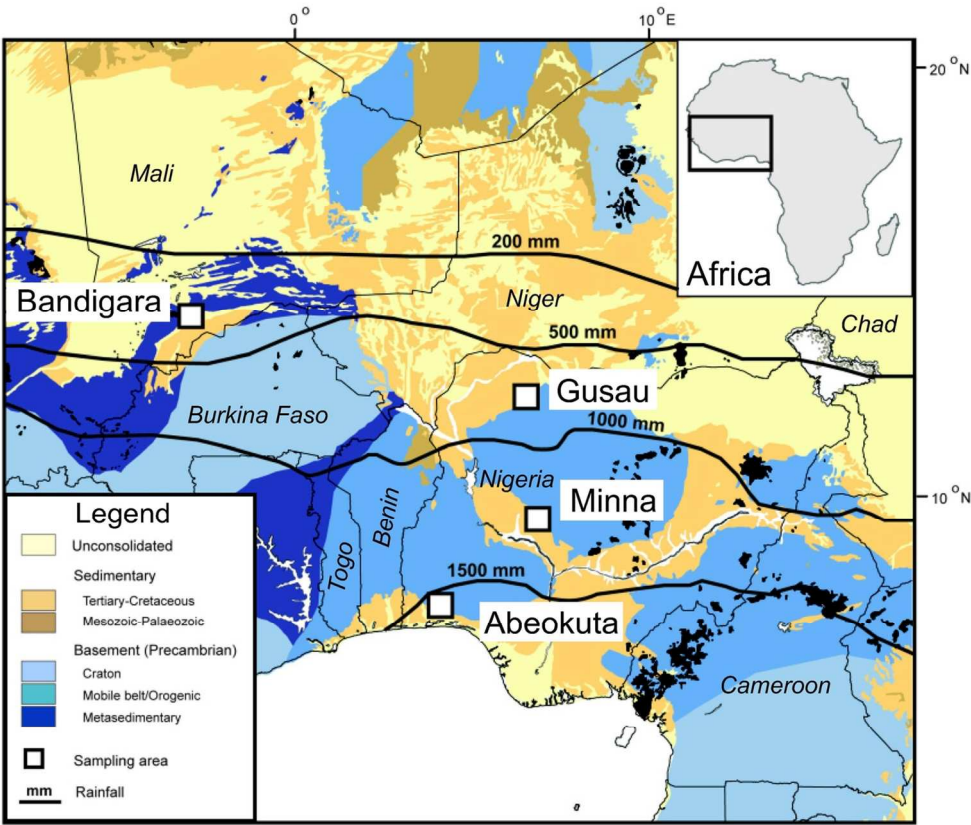 0°
10°E
20°N
Mali
200 mm
Africa
Bandigara
Niger
500 mm
Chad
Gusau
Burkina Faso
1000 mm
Nigeria
Minna
10°N
Benin
Togo
1500 mm
Abeokuta
Cameroon
Legend
Unconsolidated
Sedimentary
Tertiary-Cretaceous
Mesozoic-Palaeozoic
Basement (Precambrian)
Craton
Mobile belt/Orogenic
Metasedimentary
Sampling area
mm Rainfall